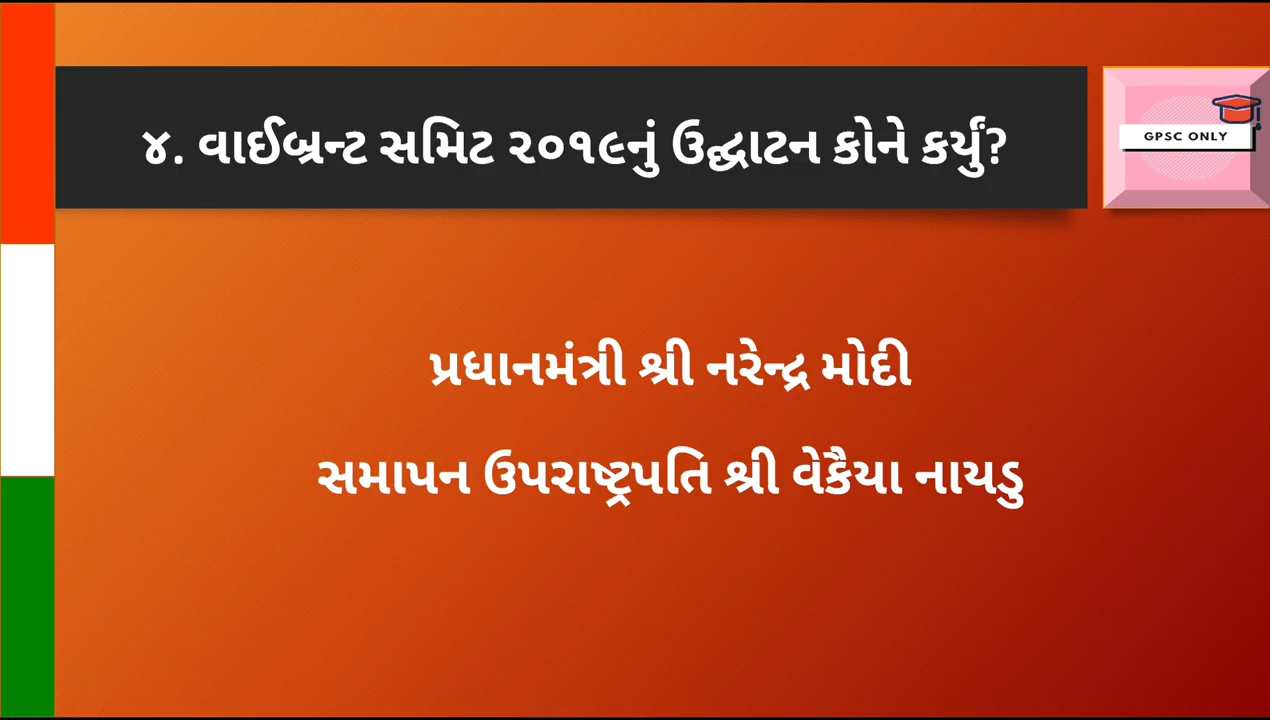 ૪. વાઈબ્રન્ટ સમિટ ૨૦૧૯નું ઉદ્ઘાટન કોને કર્યું?
GPSC ONLY
પ્રધાનમંત્રી શ્રી નરેન્દ્ર મોદી
સમાપન ઉપરાષ્ટ્રપતિ શ્રી વેકૈયા નાયડુ